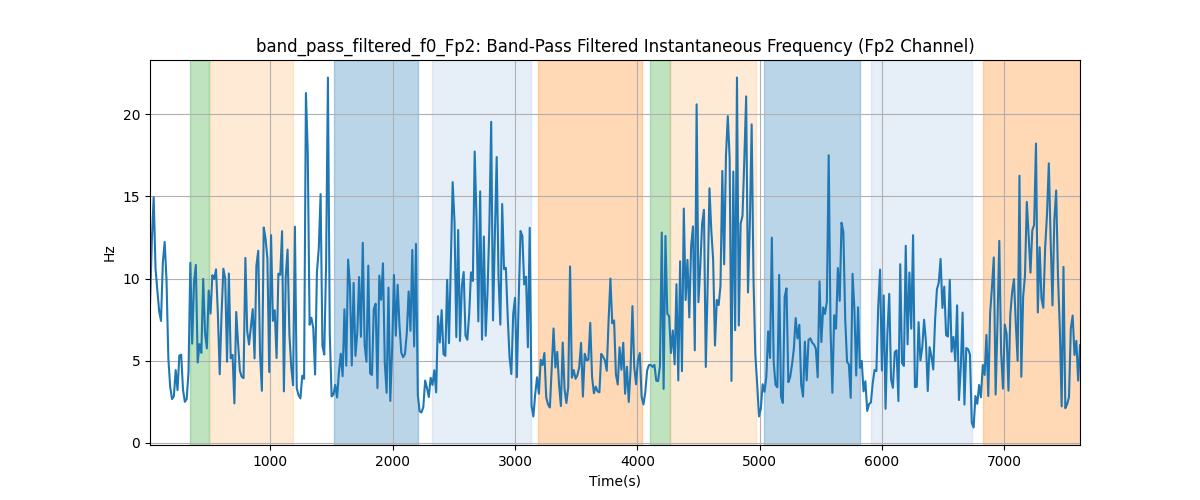 band_pass_filtered_f0_Fp2: Band-Pass Filtered Instantaneous Frequency (Fp2 Channel)
Hz
20
15
10
5
0
1000 2000 3000 4000 5000 6000 7000
Time(s)